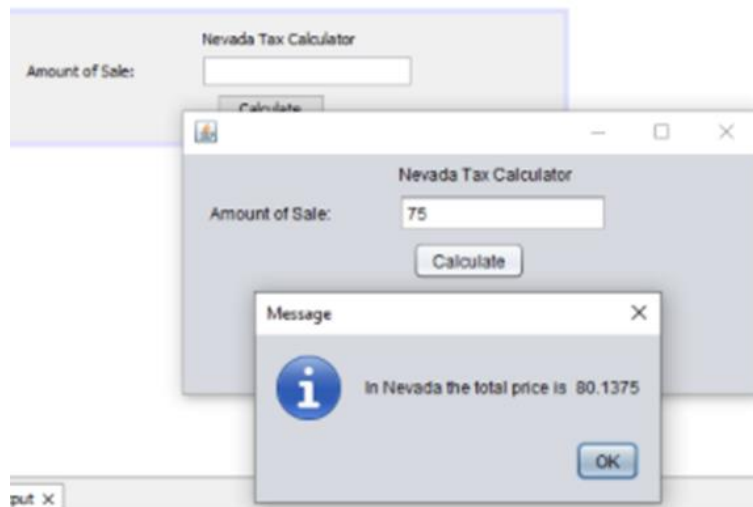 Nevada Tax Calculator
Amount of Sale:
Calculate
Nevada Tax Calculator
Amount of Sale: 75
Calculate
Message
In Nevada the total price is 80.1375
OK
put